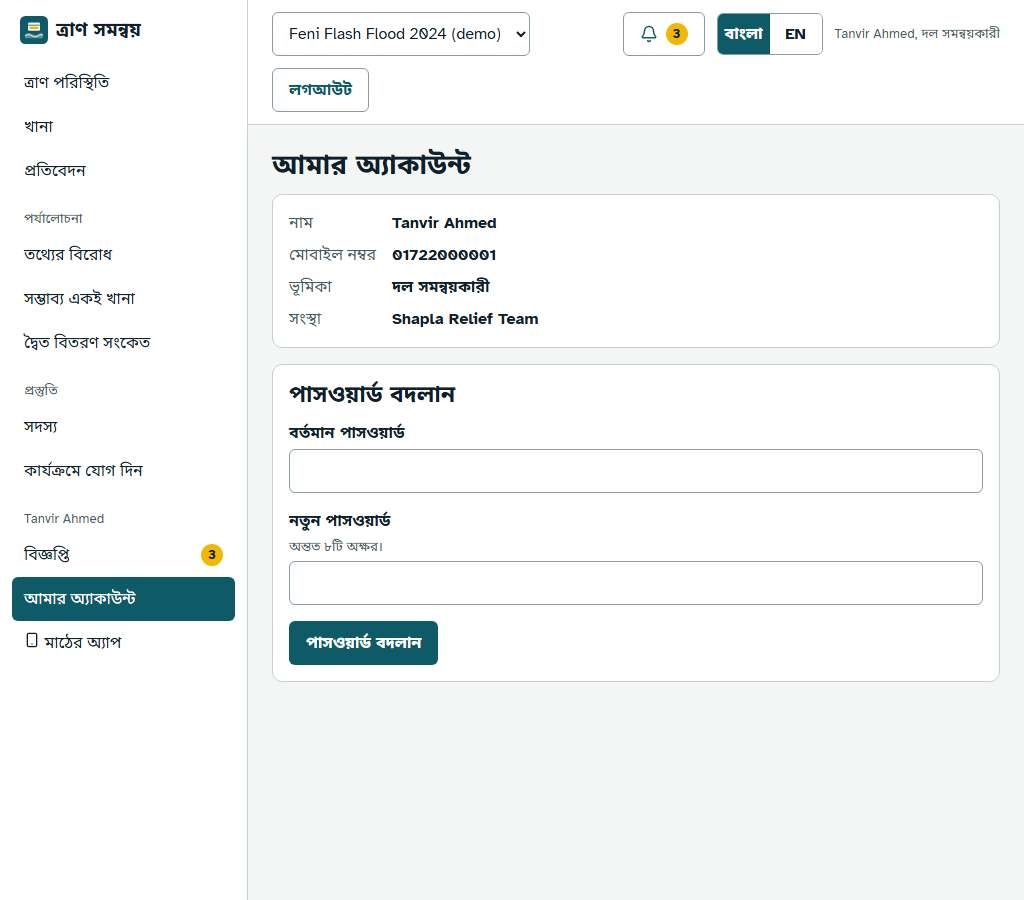 ত্রাণ সমন্বয়
ত্রাণ পরিস্থিতি
খানা
প্রতিবেদন
পর্যালোচনা
তথ্যের বিরোধ
সম্ভাব্য একই খানা
দ্বৈত বিতরণ সংকেত
প্রস্তুতি
সদস্য
কার্যক্রমে যোগ দিন
Tanvir Ahmed
বিজ্ঞপ্তি 3
আমার অ্যাকাউন্ট
মাঠের অ্যাপ
Feni Flash Flood 2024 (demo) 3 বাংলা EN Tanvir Ahmed, দল সমন্বয়কারী
লগআউট
আমার অ্যাকাউন্ট
নাম Tanvir Ahmed
মোবাইল নম্বর 01722000001
ভূমিকা দল সমন্বয়কারী
সংস্থা Shapla Relief Team
পাসওয়ার্ড বদলান
বর্তমান পাসওয়ার্ড
নতুন পাসওয়ার্ড
অন্তত ৮টি অক্ষর।
পাসওয়ার্ড বদলান